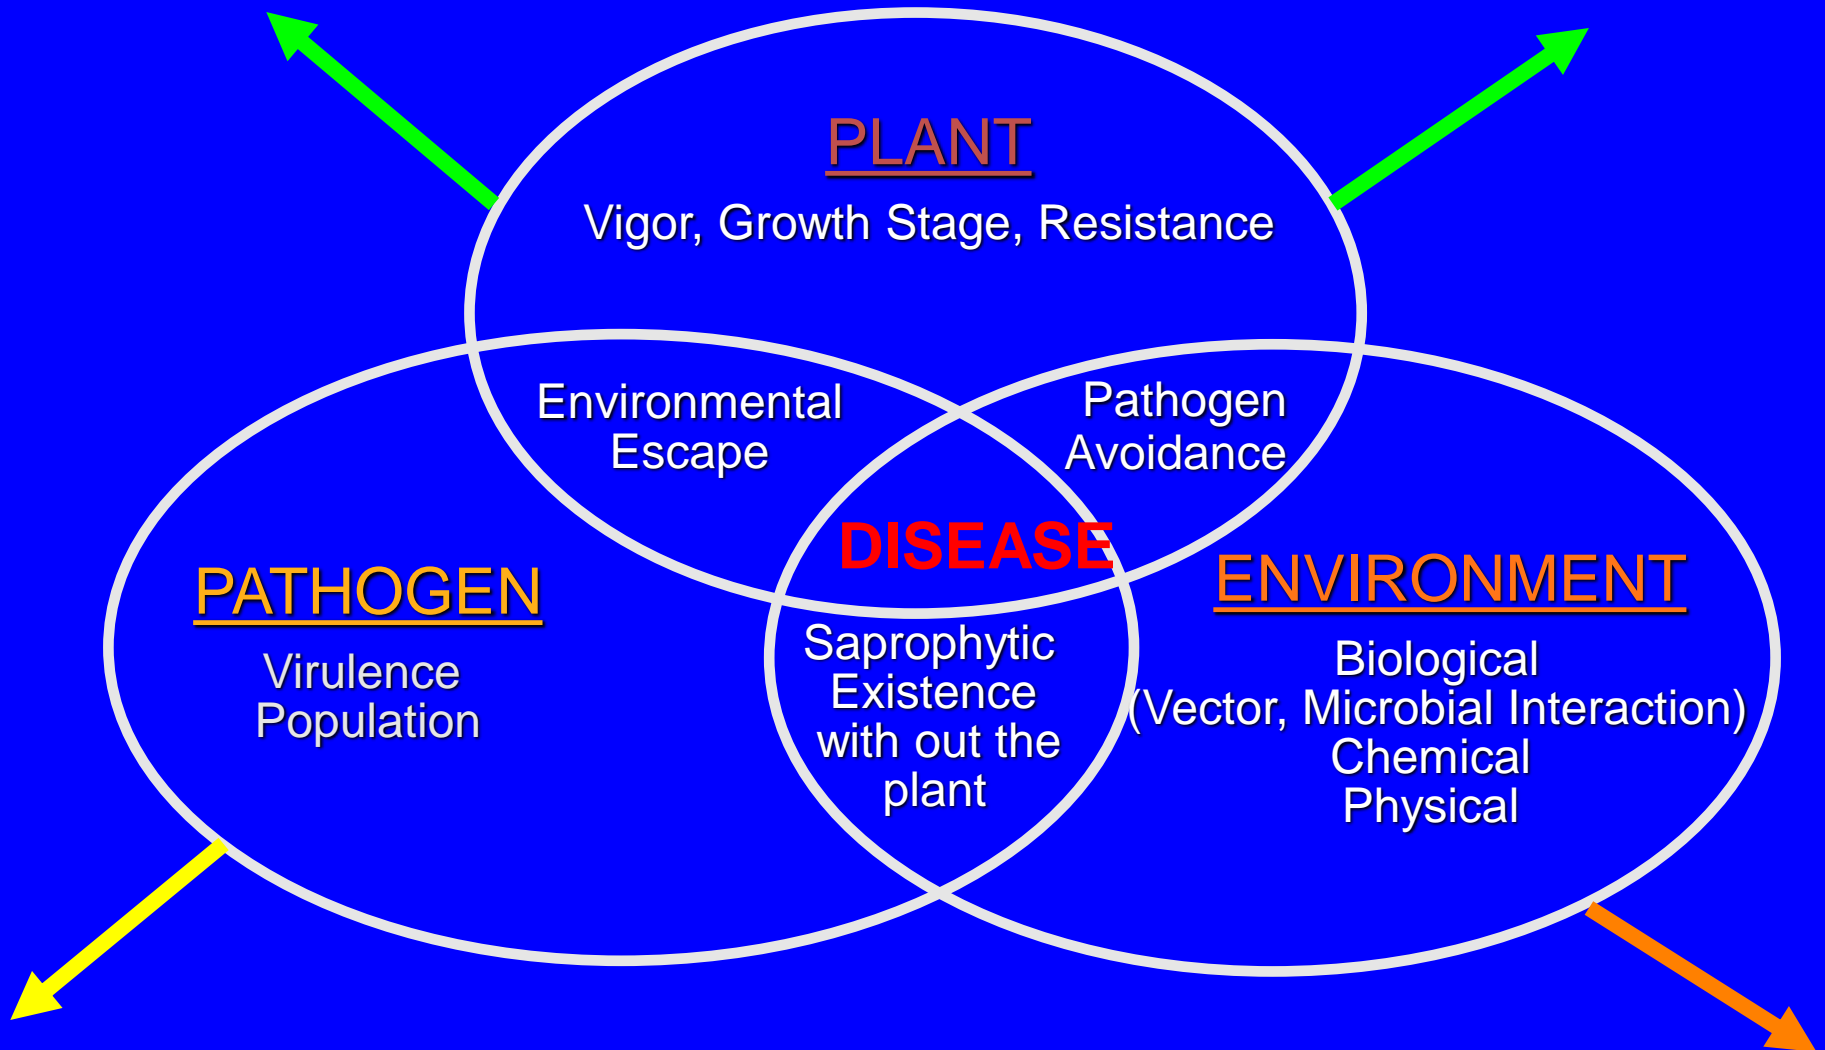 PLANT
Vigor, Growth Stage, Resistance
Environmental
Escape
Pathogen
Avoidance
DISEASE
PATHOGEN
Virulence
Population
ENVIRONMENT
Biological
(Vector, Microbial Interaction)
Chemical
Physical
Saprophytic
Existence
with out the
plant